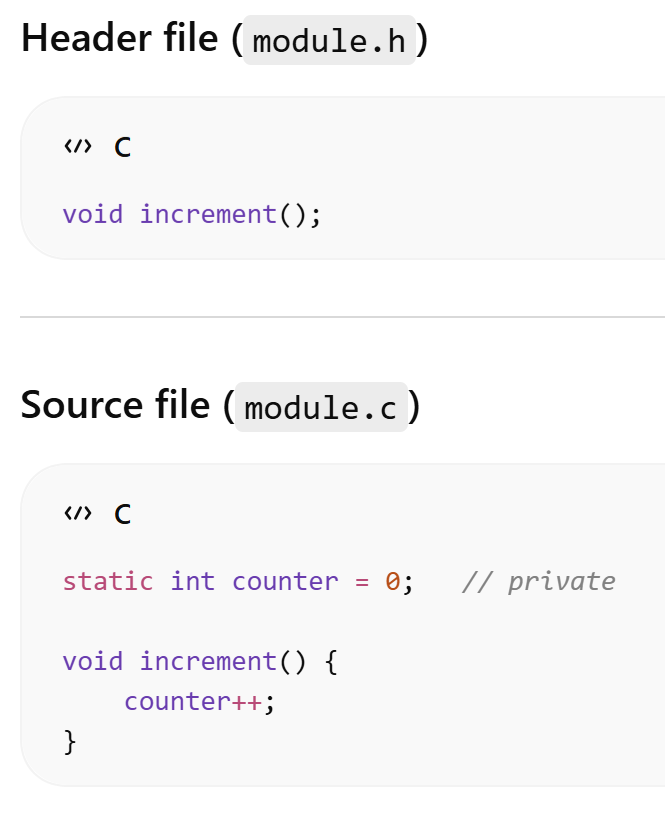 Header file (module.h)
</> C
void increment();
Source file (module.c)
</> C
static int counter = 0;   // private
void increment() {
    counter++;
}